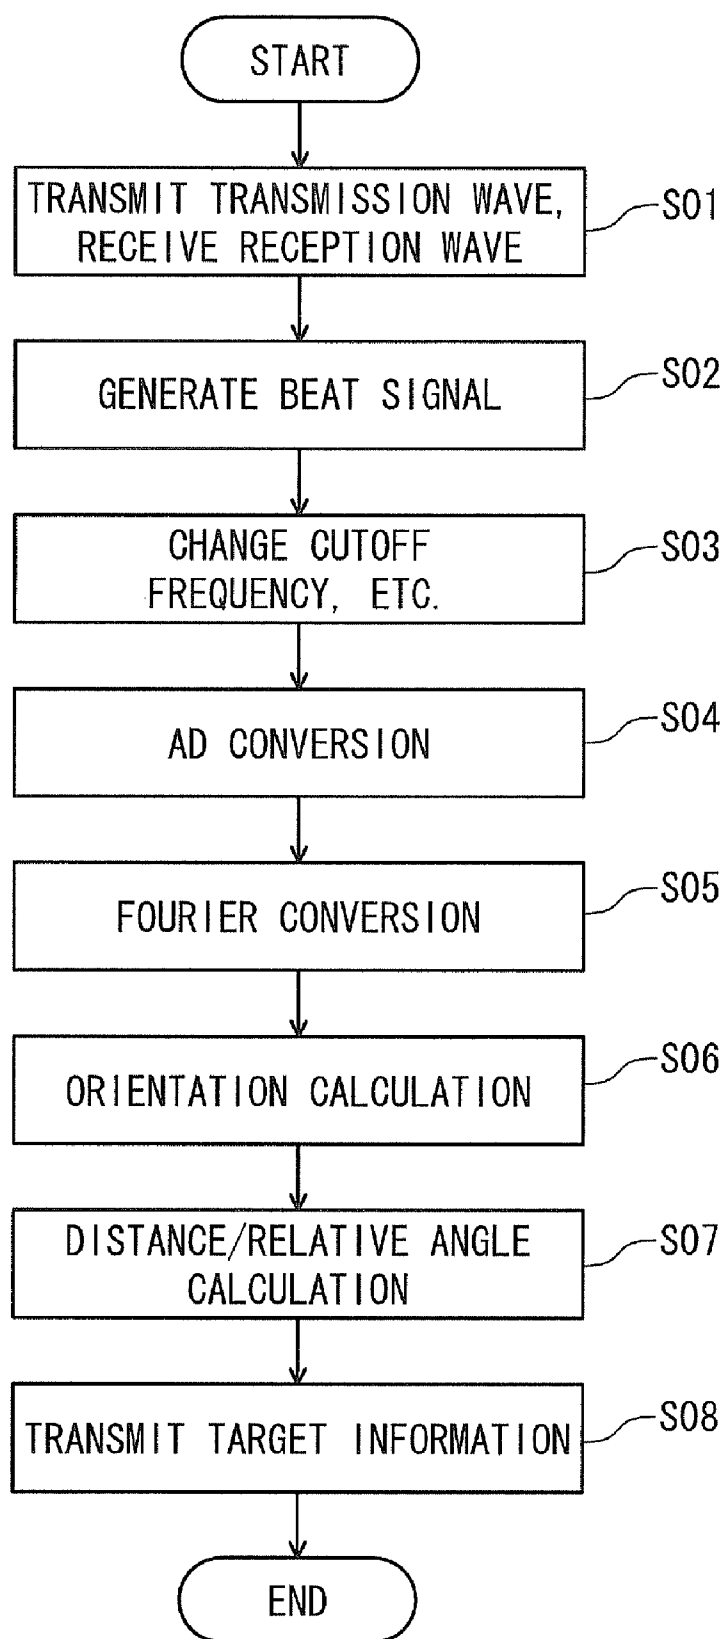 START
TRANSMIT TRANSMISSION WAVE,
RECEIVE RECEPTION WAVE
S01
GENERATE BEAT SIGNAL
S02
CHANGE CUTOFF
FREQUENCY, ETC.
S03
AD CONVERSION
S04
FOURIER CONVERSION
S05
ORIENTATION CALCULATION
S06
DISTANCE/RELATIVE ANGLE
CALCULATION
S07
TRANSMIT TARGET INFORMATION
S08
END